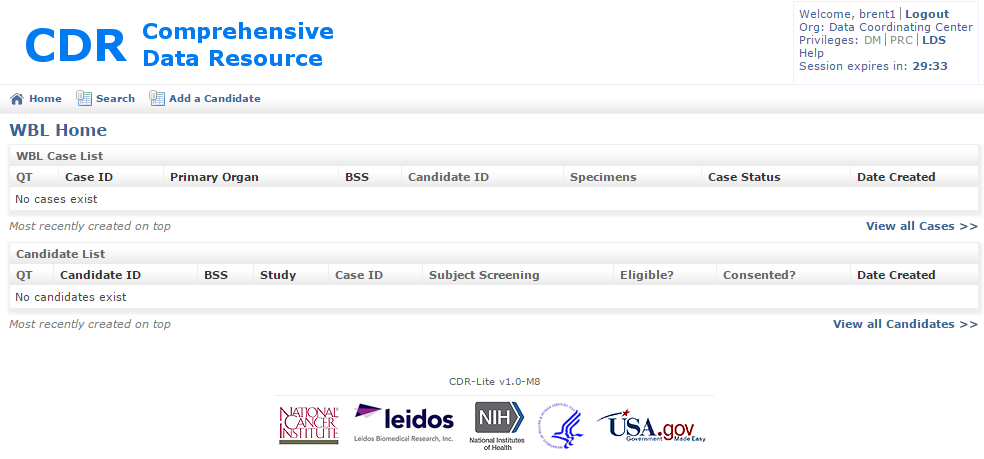 CDR Comprehensive
Data Resource
Welcome, brent1 | Logout
Org: Data Coordinating Center
Privileges: DM | PRC | LDS
Help
Session expires in: 29:33
Home Search Add a Candidate
WBL Home
WBL Case List
QT Case ID Primary Organ BSS Candidate ID Specimens Case Status Date Created
No cases exist
Most recently created on top View all Cases >>
Candidate List
QT Candidate ID BSS Study Case ID Subject Screening Eligible? Consented? Date Created
No candidates exist
Most recently created on top View all Candidates >>
CDR-Lite v1.0-M8
NATIONAL
CANCER
INSTITUTE
leidos
Leidos Biomedical Research, Inc.
NIH
National Institutes
of Health
USA.gov
Government Made Easy